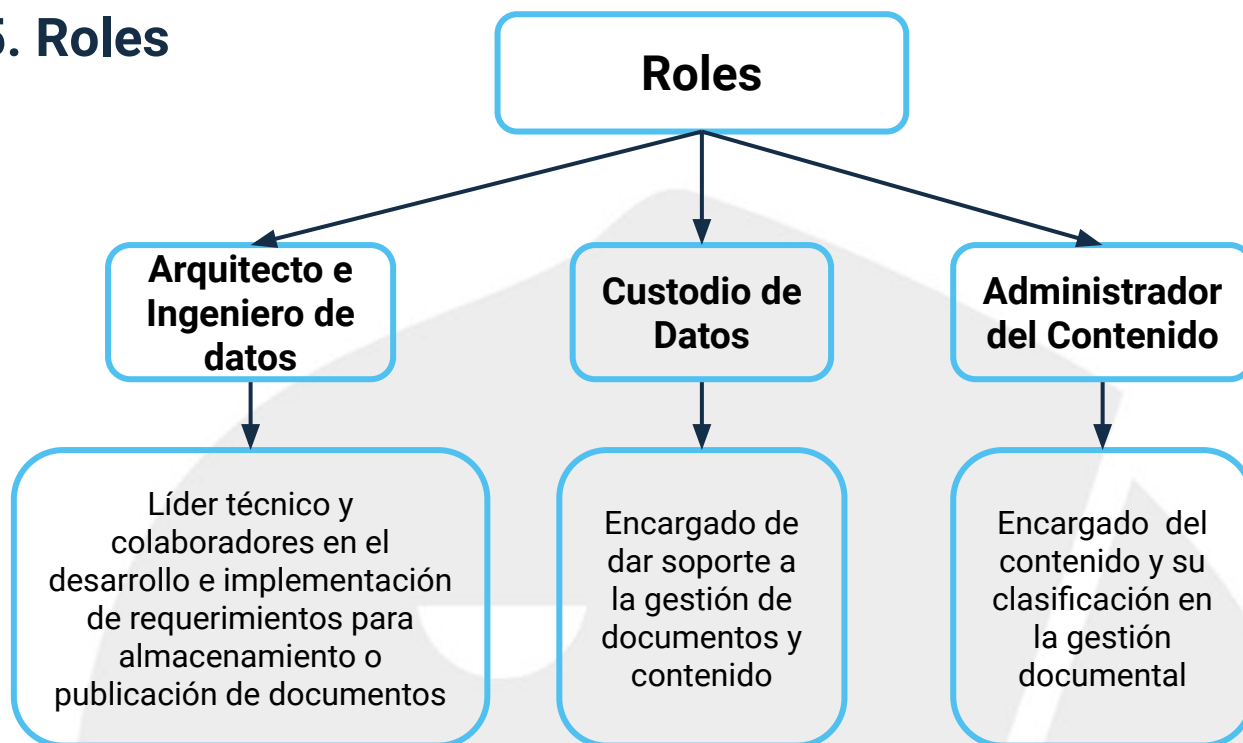 5. Roles
Roles
Arquitecto e
Ingeniero de
datos
Custodio de
Datos
Administrador
del Contenido
Líder técnico y
colaboradores en el
desarrollo e implementación
de requerimientos para
almacenamiento o
publicación de documentos
Encargado de
dar soporte a
la gestión de
documentos y
contenido
Encargado  del
contenido y su
clasificación en
la gestión
documental